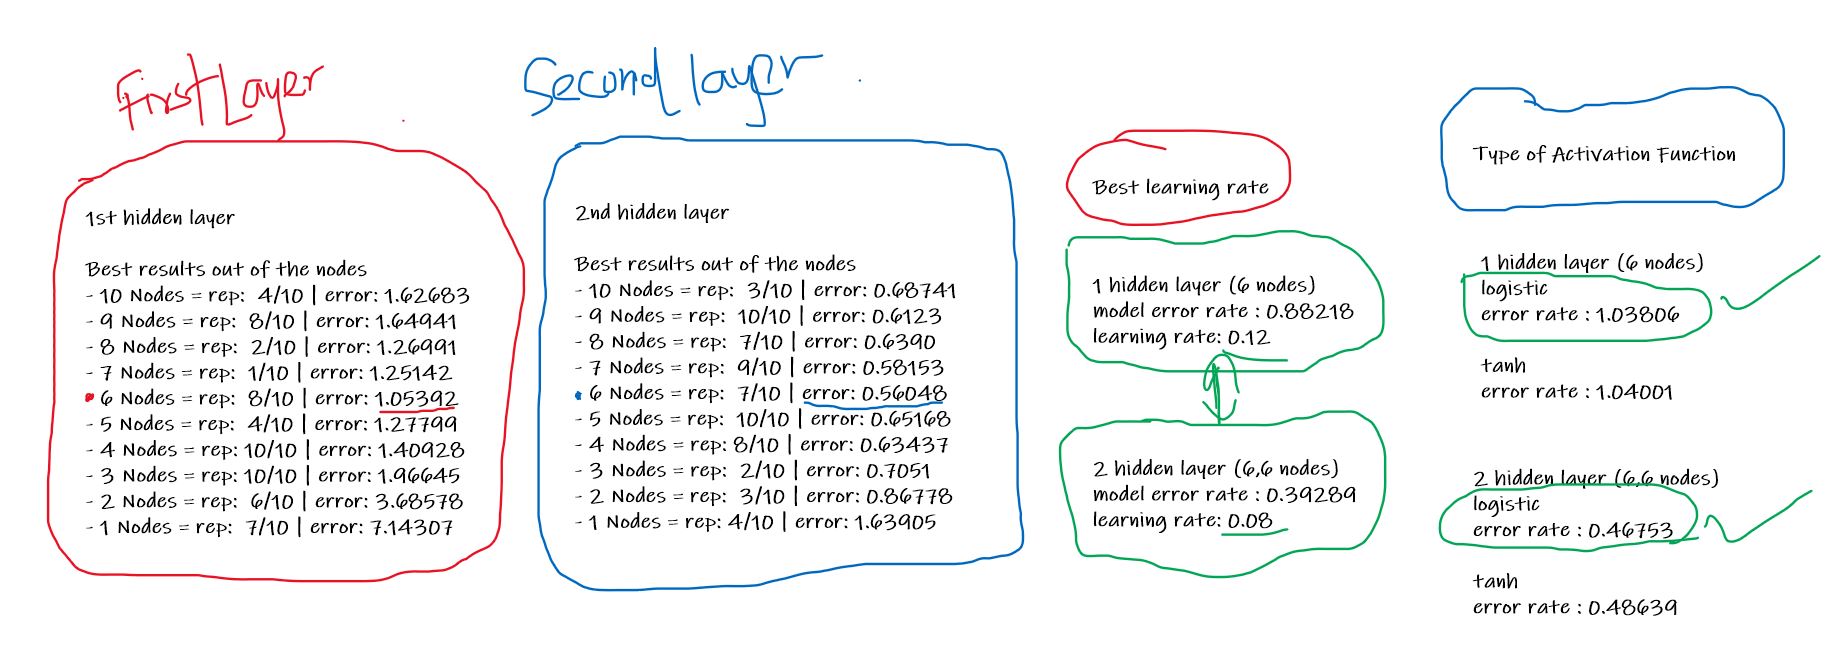 First Layer
1st hidden layer
Best results out of the nodes
- 10 Nodes = rep: 4/10 | error: 1.62683
- 9 Nodes = rep: 8/10 | error: 1.64941
- 8 Nodes = rep: 2/10 | error: 1.26991
- 7 Nodes = rep: 1/10 | error: 1.25142
6 Nodes = rep: 8/10 | error: 1.05392
- 5 Nodes = rep: 4/10 | error: 1.27799
- 4 Nodes = rep: 10/10 | error: 1.40928
- 3 Nodes = rep: 10/10 | error: 1.96645
- 2 Nodes = rep: 6/10 | error: 3.68578
- 1 Nodes = rep: 7/10 | error: 7.14307
Second layer
2nd hidden layer
Best results out of the nodes
- 10 Nodes = rep: 3/10 | error: 0.68741
- 9 Nodes = rep: 10/10 | error: 0.6123
- 8 Nodes = rep: 7/10 | error: 0.6390
- 7 Nodes = rep: 9/10 | error: 0.58153
- 6 Nodes = rep: 7/10 | error: 0.56048
- 5 Nodes = rep: 10/10 | error: 0.65168
- 4 Nodes = rep: 8/10 | error: 0.63437
- 3 Nodes = rep: 2/10 | error: 0.7051
- 2 Nodes = rep: 3/10 | error: 0.86778
- 1 Nodes = rep: 4/10 | error: 1.63905
Best learning rate
1 hidden layer (6 nodes)
model error rate : 0.88218
learning rate: 0.12
2 hidden layer (6,6 nodes)
model error rate : 0.39289
learning rate: 0.08
Type of Activation Function
1 hidden layer (6 nodes)
logistic
error rate : 1.03806
tanh
error rate : 1.04001
2 hidden layer (6,6 nodes)
logistic
error rate : 0.46753
tanh
error rate : 0.48639